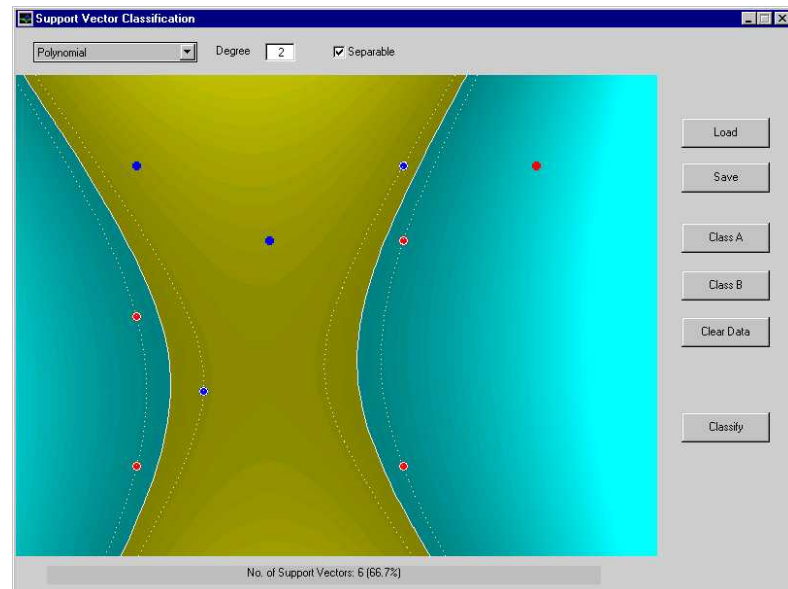 Support Vector Classification
Polynomial Degree 2 Separable
Load
Save
Class A
Class B
Clear Data
Classify
No. of Support Vectors: 6 (66.7%)